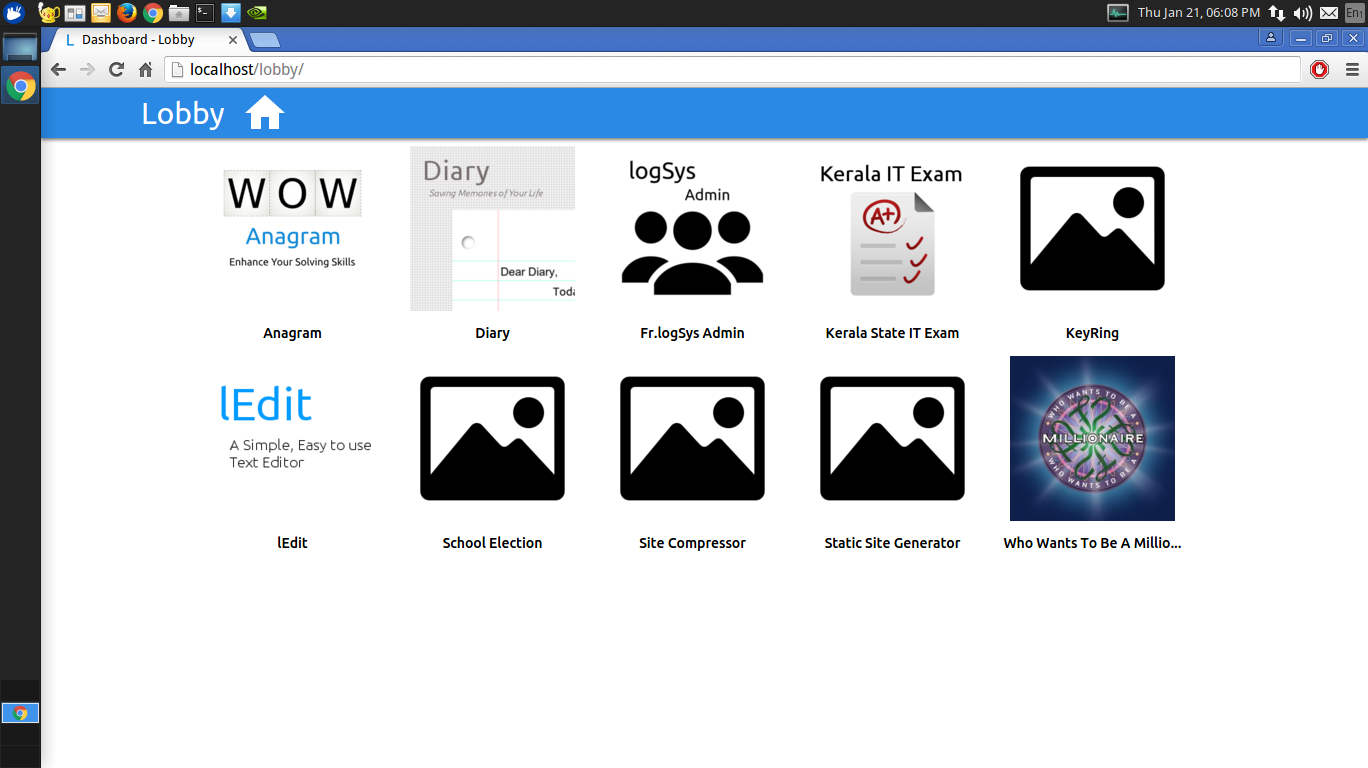 Thu Jan 21, 06:08 PM
En1
L Dashboard - Lobby
localhost/lobby/
Lobby
WOW
Anagram
Enhance Your Solving Skills
Diary
Saving Memories of Your Life
Dear Diary,
Toda
logSys
Admin
Kerala IT Exam
A+
Anagram
Diary
Fr.logSys Admin
Kerala State IT Exam
KeyRing
lEdit
A Simple, Easy to use
Text Editor
WHO WANTS TO BE A
MILLIONAIRE
WHO WANTS TO BE A
lEdit
School Election
Site Compressor
Static Site Generator
Who Wants To Be A Millio...